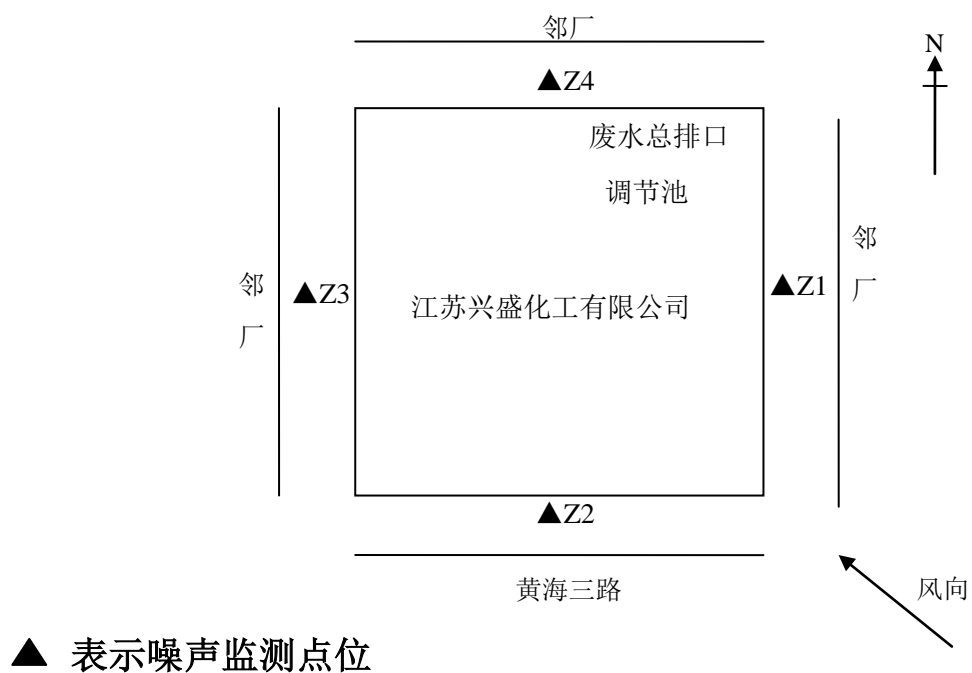 邻厂
N
▲Z4
废水总排口
调节池
邻厂
邻厂
▲Z3
▲Z1
江苏兴盛化工有限公司
▲Z2
黄海三路
风向
▲ 表示噪声监测点位